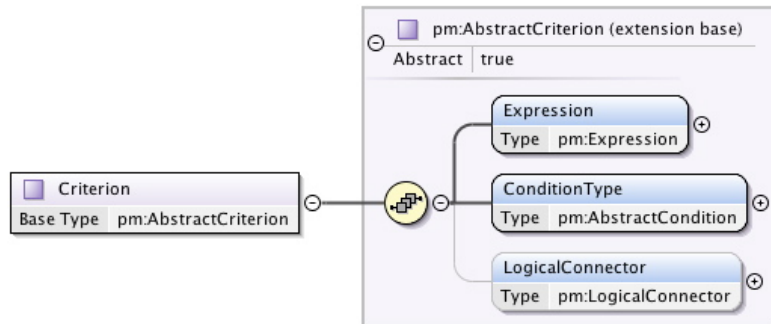 pm:AbstractCriterion (extension base)
Abstract true
Expression
Type pm:Expression
Criterion
Base Type pm:AbstractCriterion
ConditionType
Type pm:AbstractCondition
LogicalConnector
Type pm:LogicalConnector